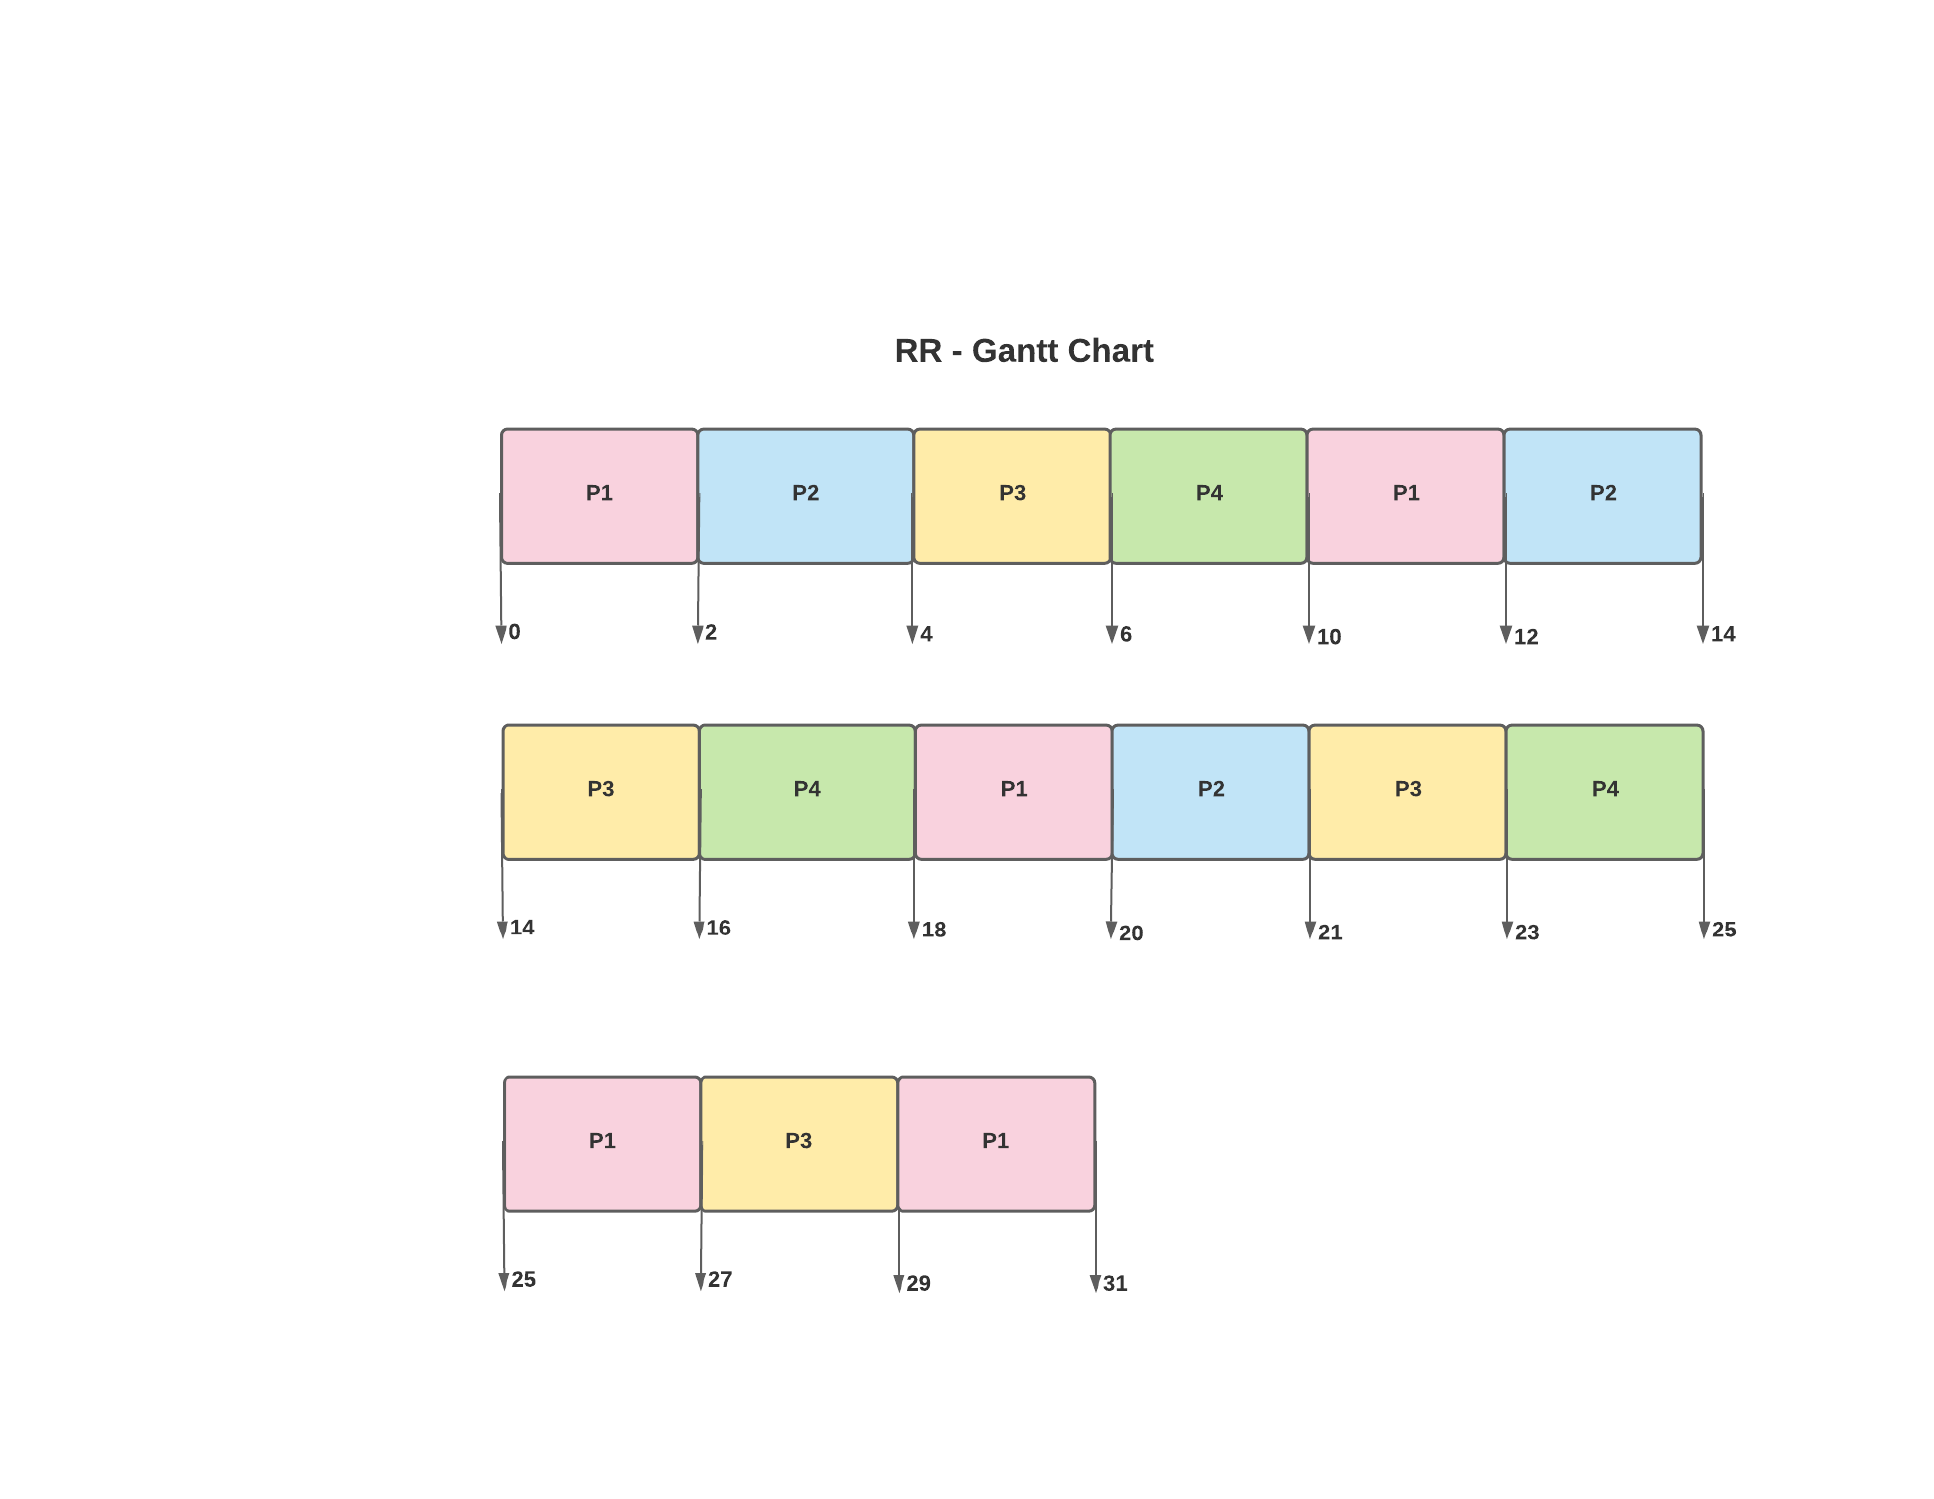 RR - Gantt Chart
P1 P2 P3 P4 P1 P2
0 2 4 6 10 12 14
P3 P4 P1 P2 P3 P4
14 16 18 20 21 23 25
P1 P3 P1
25 27 29 31